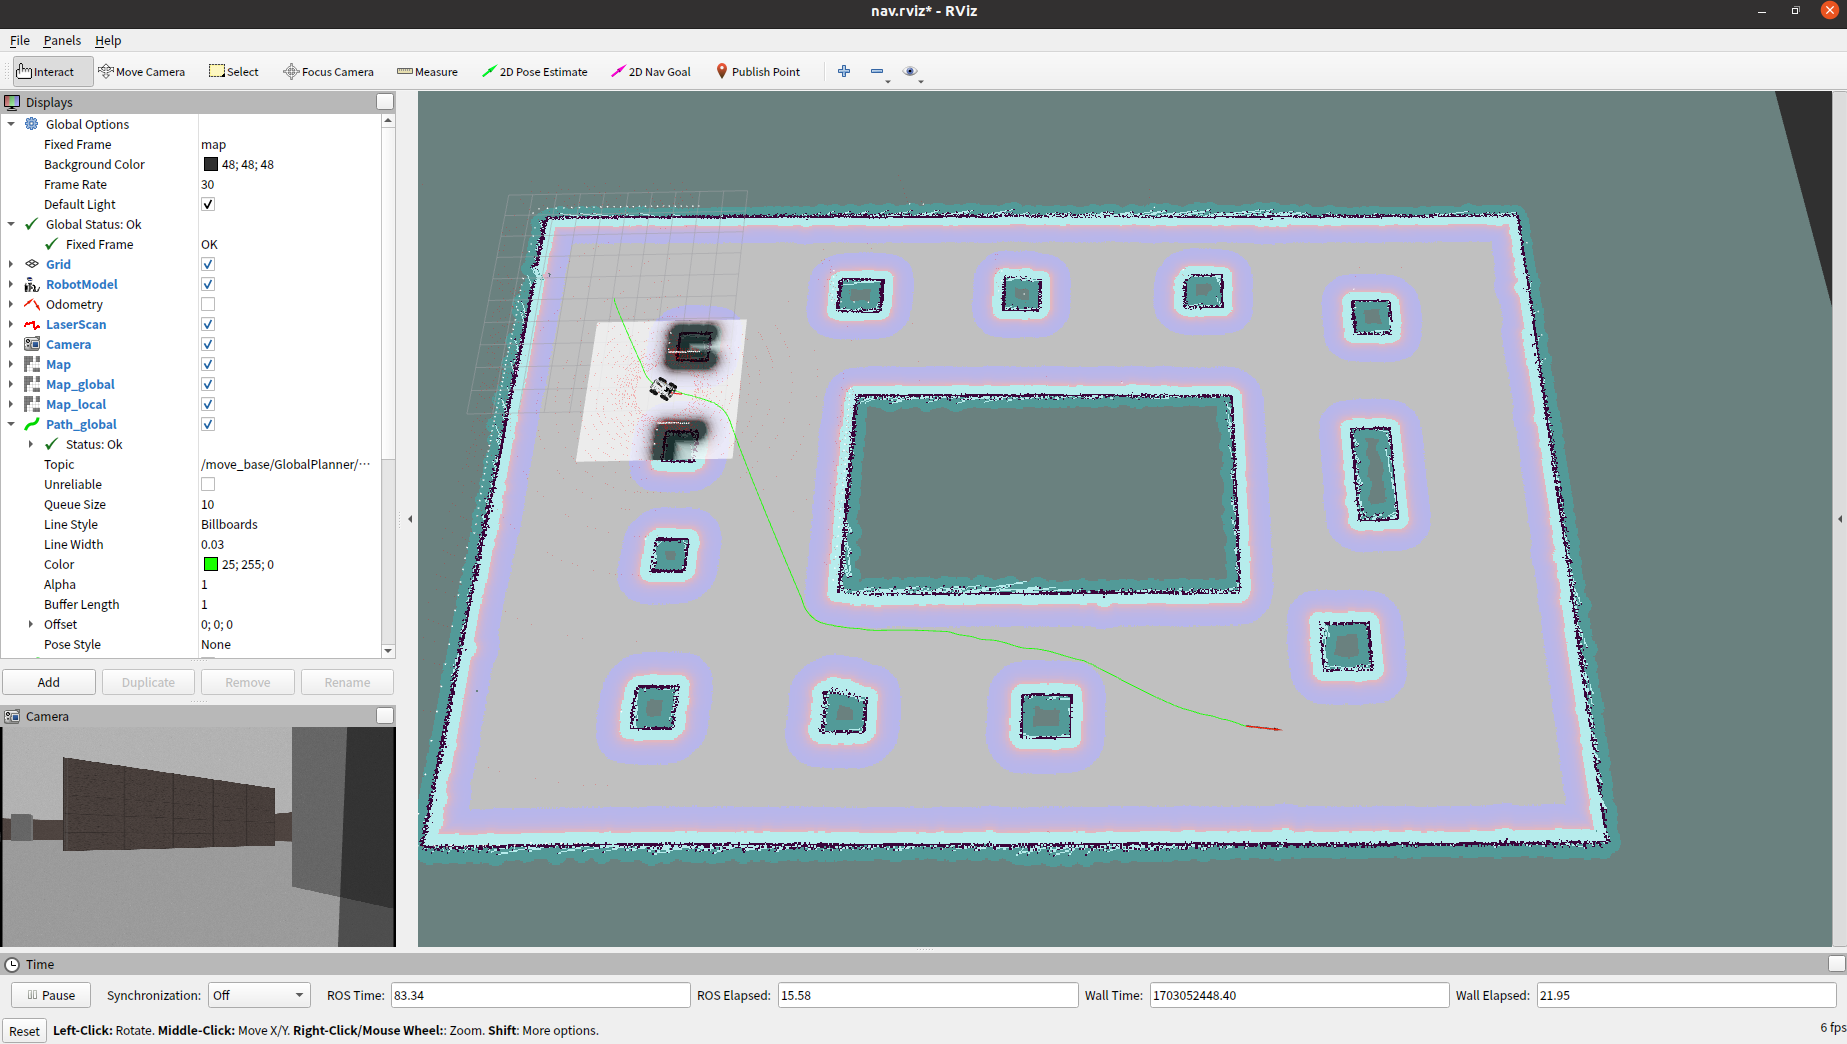 nav.rviz* - RViz
File Panels Help
Interact Move Camera Select Focus Camera Measure 2D Pose Estimate 2D Nav Goal Publish Point
Displays
Global Options
Fixed Frame map
Background Color 48; 48; 48
Frame Rate 30
Default Light
Global Status: Ok
Fixed Frame OK
Grid
RobotModel
Odometry
LaserScan
Camera
Map
Map_global
Map_local
Path_global
Status: Ok
Topic /move_base/GlobalPlanner/···
Unreliable
Queue Size 10
Line Style Billboards
Line Width 0.03
Color 25; 255; 0
Alpha 1
Buffer Length 1
Offset 0; 0; 0
Pose Style None
Add Duplicate Remove Rename
Camera
Time
Pause Synchronization: Off ROS Time: 83.34 ROS Elapsed: 15.58 Wall Time: 1703052448.40 Wall Elapsed: 21.95
Reset Left-Click: Rotate. Middle-Click: Move X/Y. Right-Click/Mouse Wheel:: Zoom. Shift: More options. 6 fps